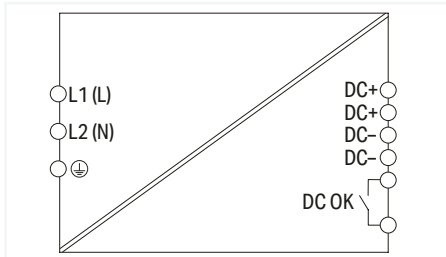 L1 (L)
L2 (N)
DC+
DC+
DC–
DC–
DC OK